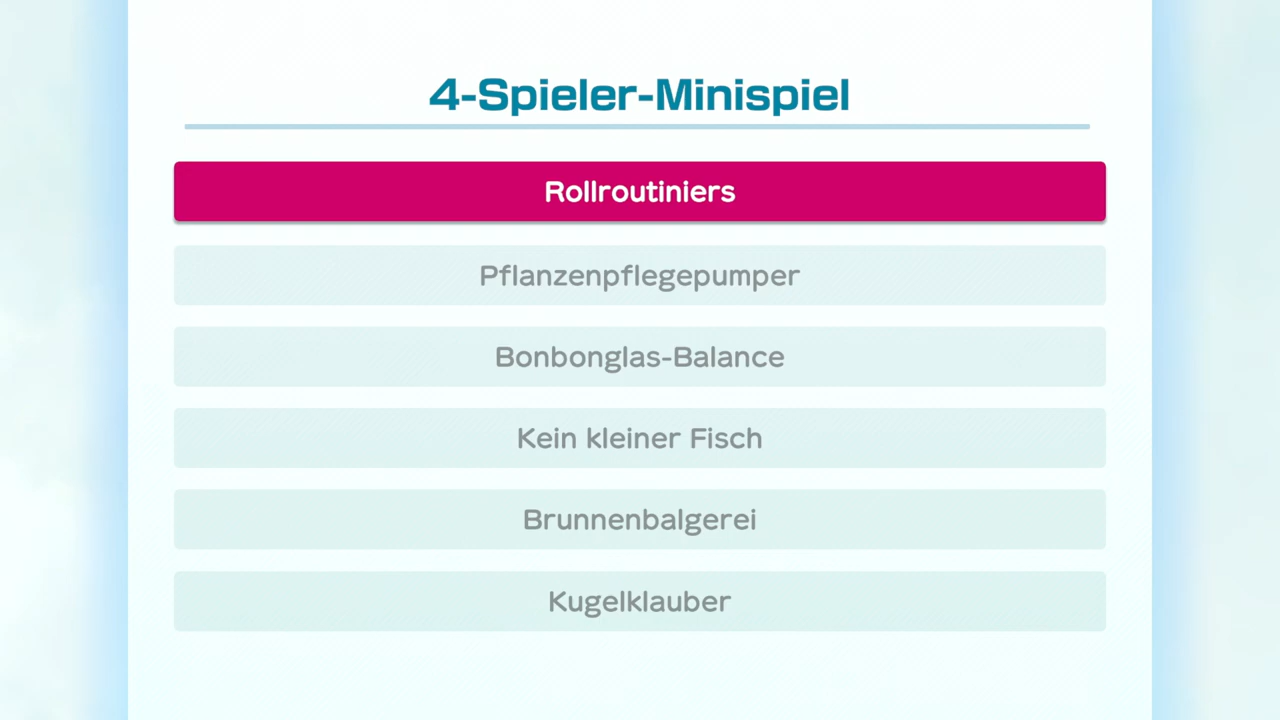 4-Spieler-Minispiel
Rollroutiniers
Pflanzenpflegepumper
Bonbonglas-Balance
Kein kleiner Fisch
Brunnenbalgerei
Kugelklauber